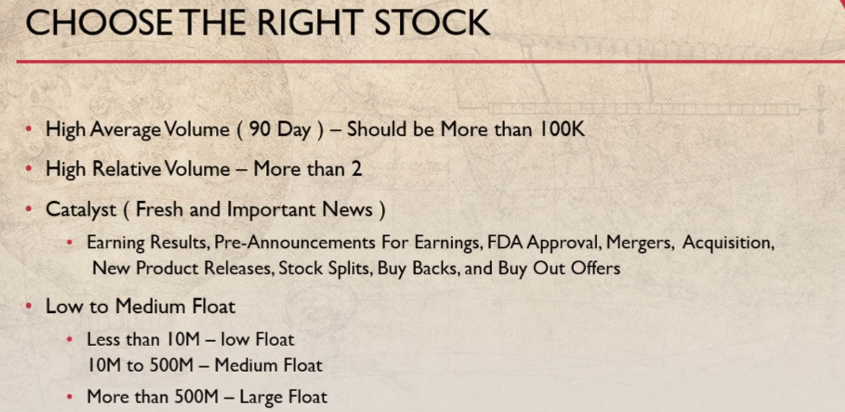 CHOOSE THE RIGHT STOCK
• High Average Volume ( 90 Day ) – Should be More than 100K
• High Relative Volume – More than 2
• Catalyst ( Fresh and Important News )
• Earning Results, Pre-Announcements For Earnings, FDA Approval, Mergers, Acquisition,
New Product Releases, Stock Splits, Buy Backs, and Buy Out Offers
• Low to Medium Float
• Less than 10M – low Float
10M to 500M – Medium Float
• More than 500M – Large Float